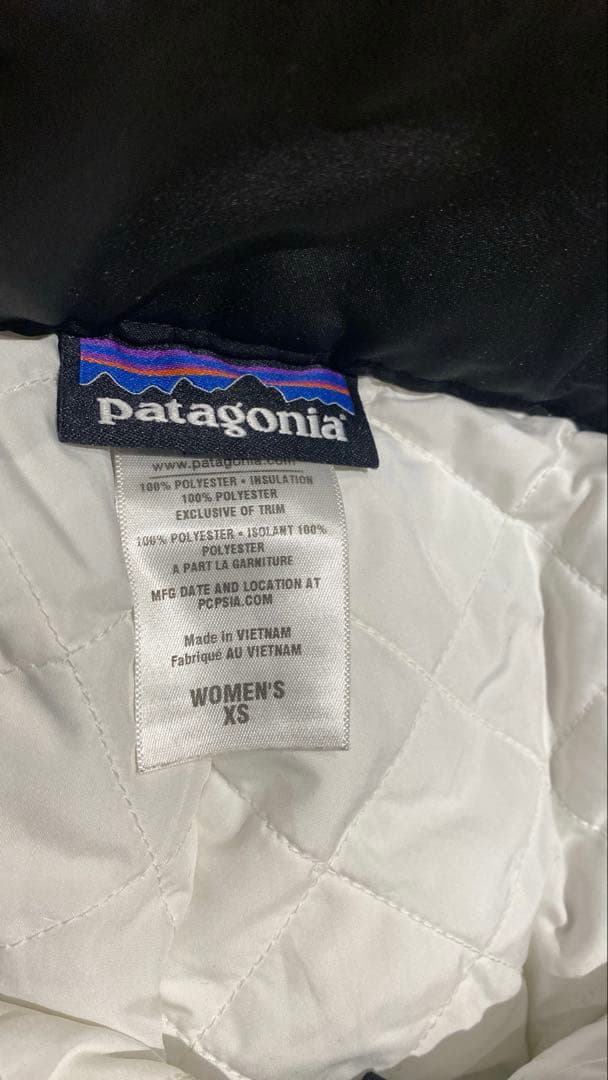 patagonia
www.patagonia.com
100% POLYESTER • INSULATION
100% POLYESTER
EXCLUSIVE OF TRIM
100% POLYESTER • ISOLANT 100%
POLYESTER
A PART LA GARNITURE
MFG DATE AND LOCATION AT
PCPSIA.COM
Made in VIETNAM
Fabriqué AU VIETNAM
WOMEN'S
XS